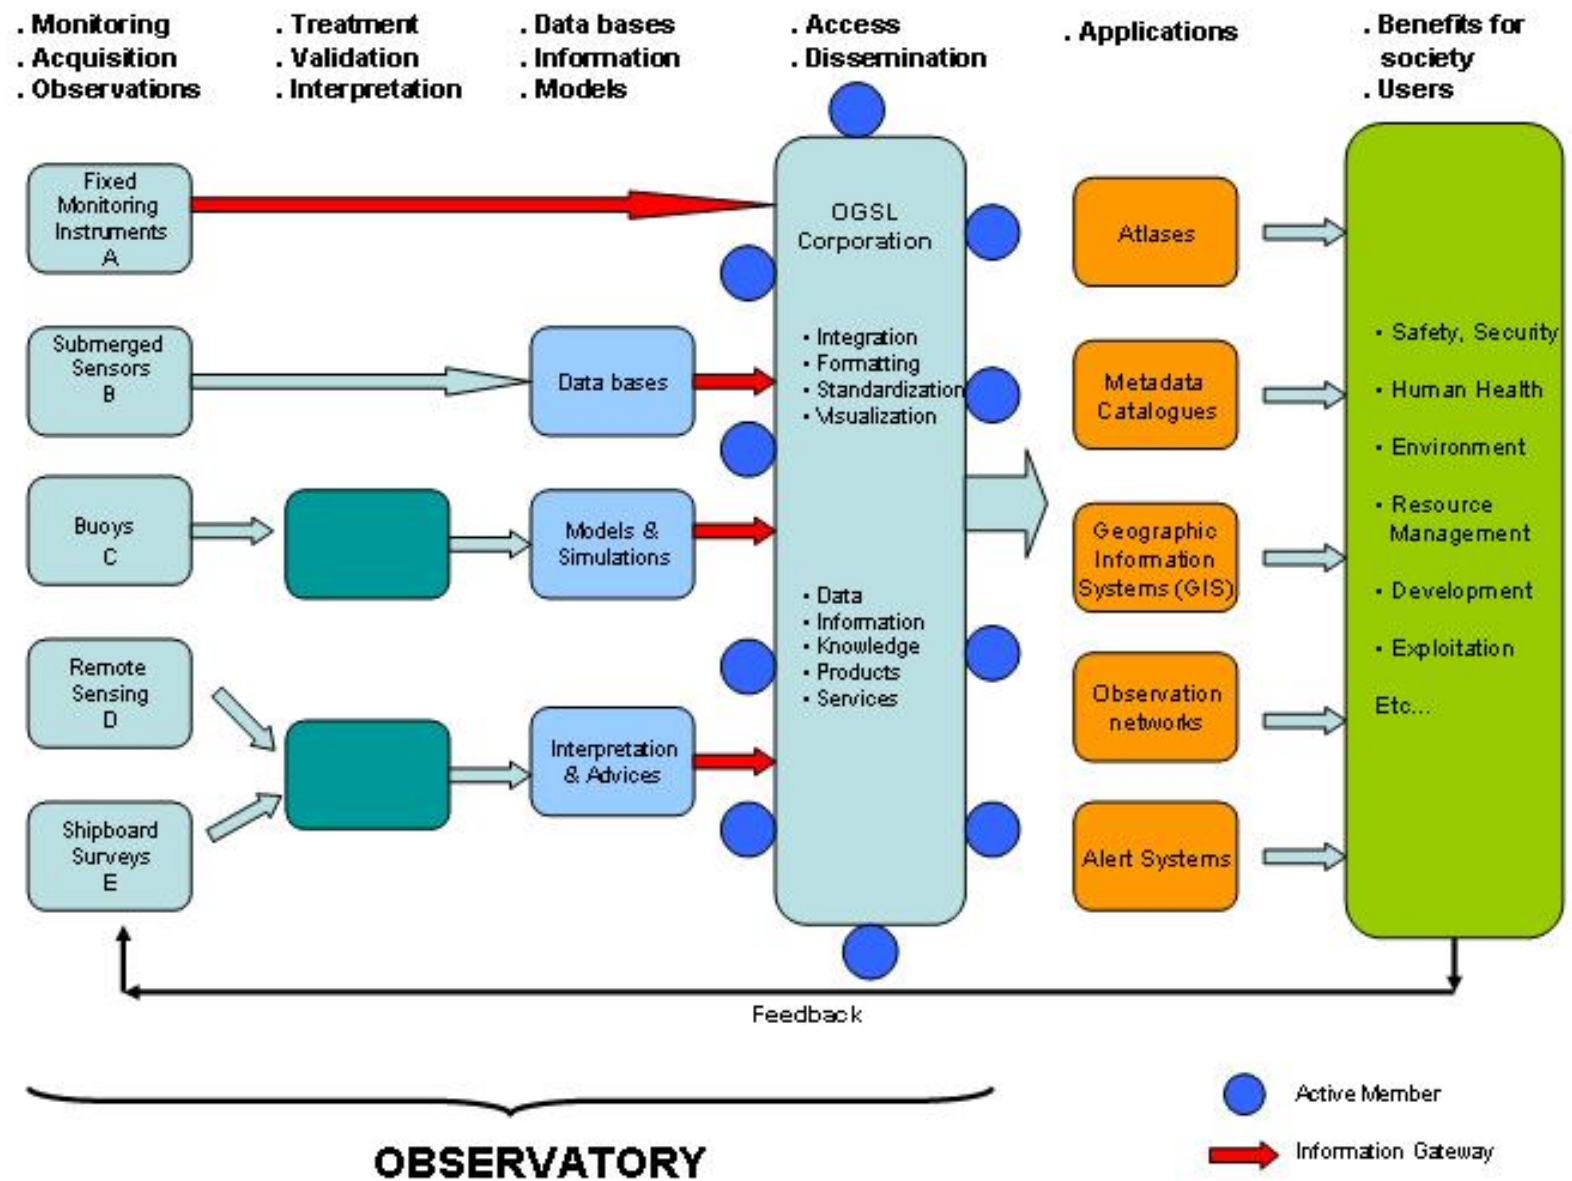 . Monitoring
. Acquisition
. Observations
. Treatment
. Validation
. Interpretation
. Data bases
. Information
. Models
. Access
. Dissemination
. Applications
. Benefits for
society
. Users
Fixed
Monitoring
Instruments
A
Submerged
Sensors
B
Buoys
C
Remote
Sensing
D
Shipboard
Surveys
E
Data bases
Models &
Simulations
Interpretation
& Advices
OGSL
Corporation
• Integration
• Formatting
• Standardization
• Visualization
• Data
• Information
• Knowledge
• Products
• Services
Atlases
Metadata
Catalogues
Geographic
Information
Systems (GIS)
Observation
networks
Alert Systems
• Safety, Security
• Human Health
• Environment
• Resource
Management
• Development
• Exploitation
Etc...
Feedback
OBSERVATORY
Active Member
Information Gateway